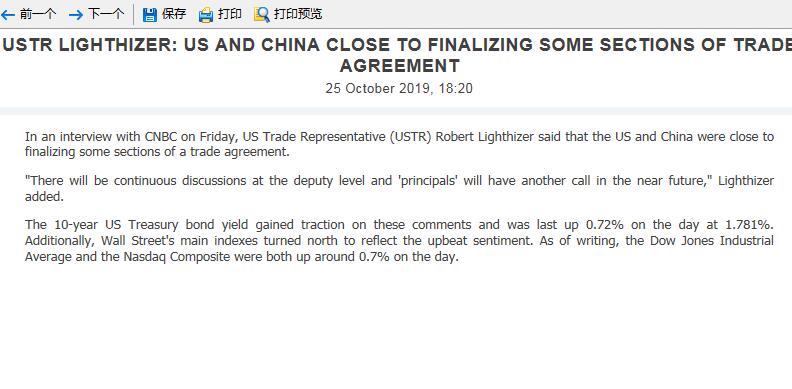 前一个 下一个 保存 打印 打印预览
USTR LIGHTHIZER: US AND CHINA CLOSE TO FINALIZING SOME SECTIONS OF TRADE
AGREEMENT
25 October 2019, 18:20
In an interview with CNBC on Friday, US Trade Representative (USTR) Robert Lighthizer said that the US and China were close to
finalizing some sections of a trade agreement.
"There will be continuous discussions at the deputy level and 'principals' will have another call in the near future," Lighthizer
added.
The 10-year US Treasury bond yield gained traction on these comments and was last up 0.72% on the day at 1.781%.
Additionally, Wall Street's main indexes turned north to reflect the upbeat sentiment. As of writing, the Dow Jones Industrial
Average and the Nasdaq Composite were both up around 0.7% on the day.